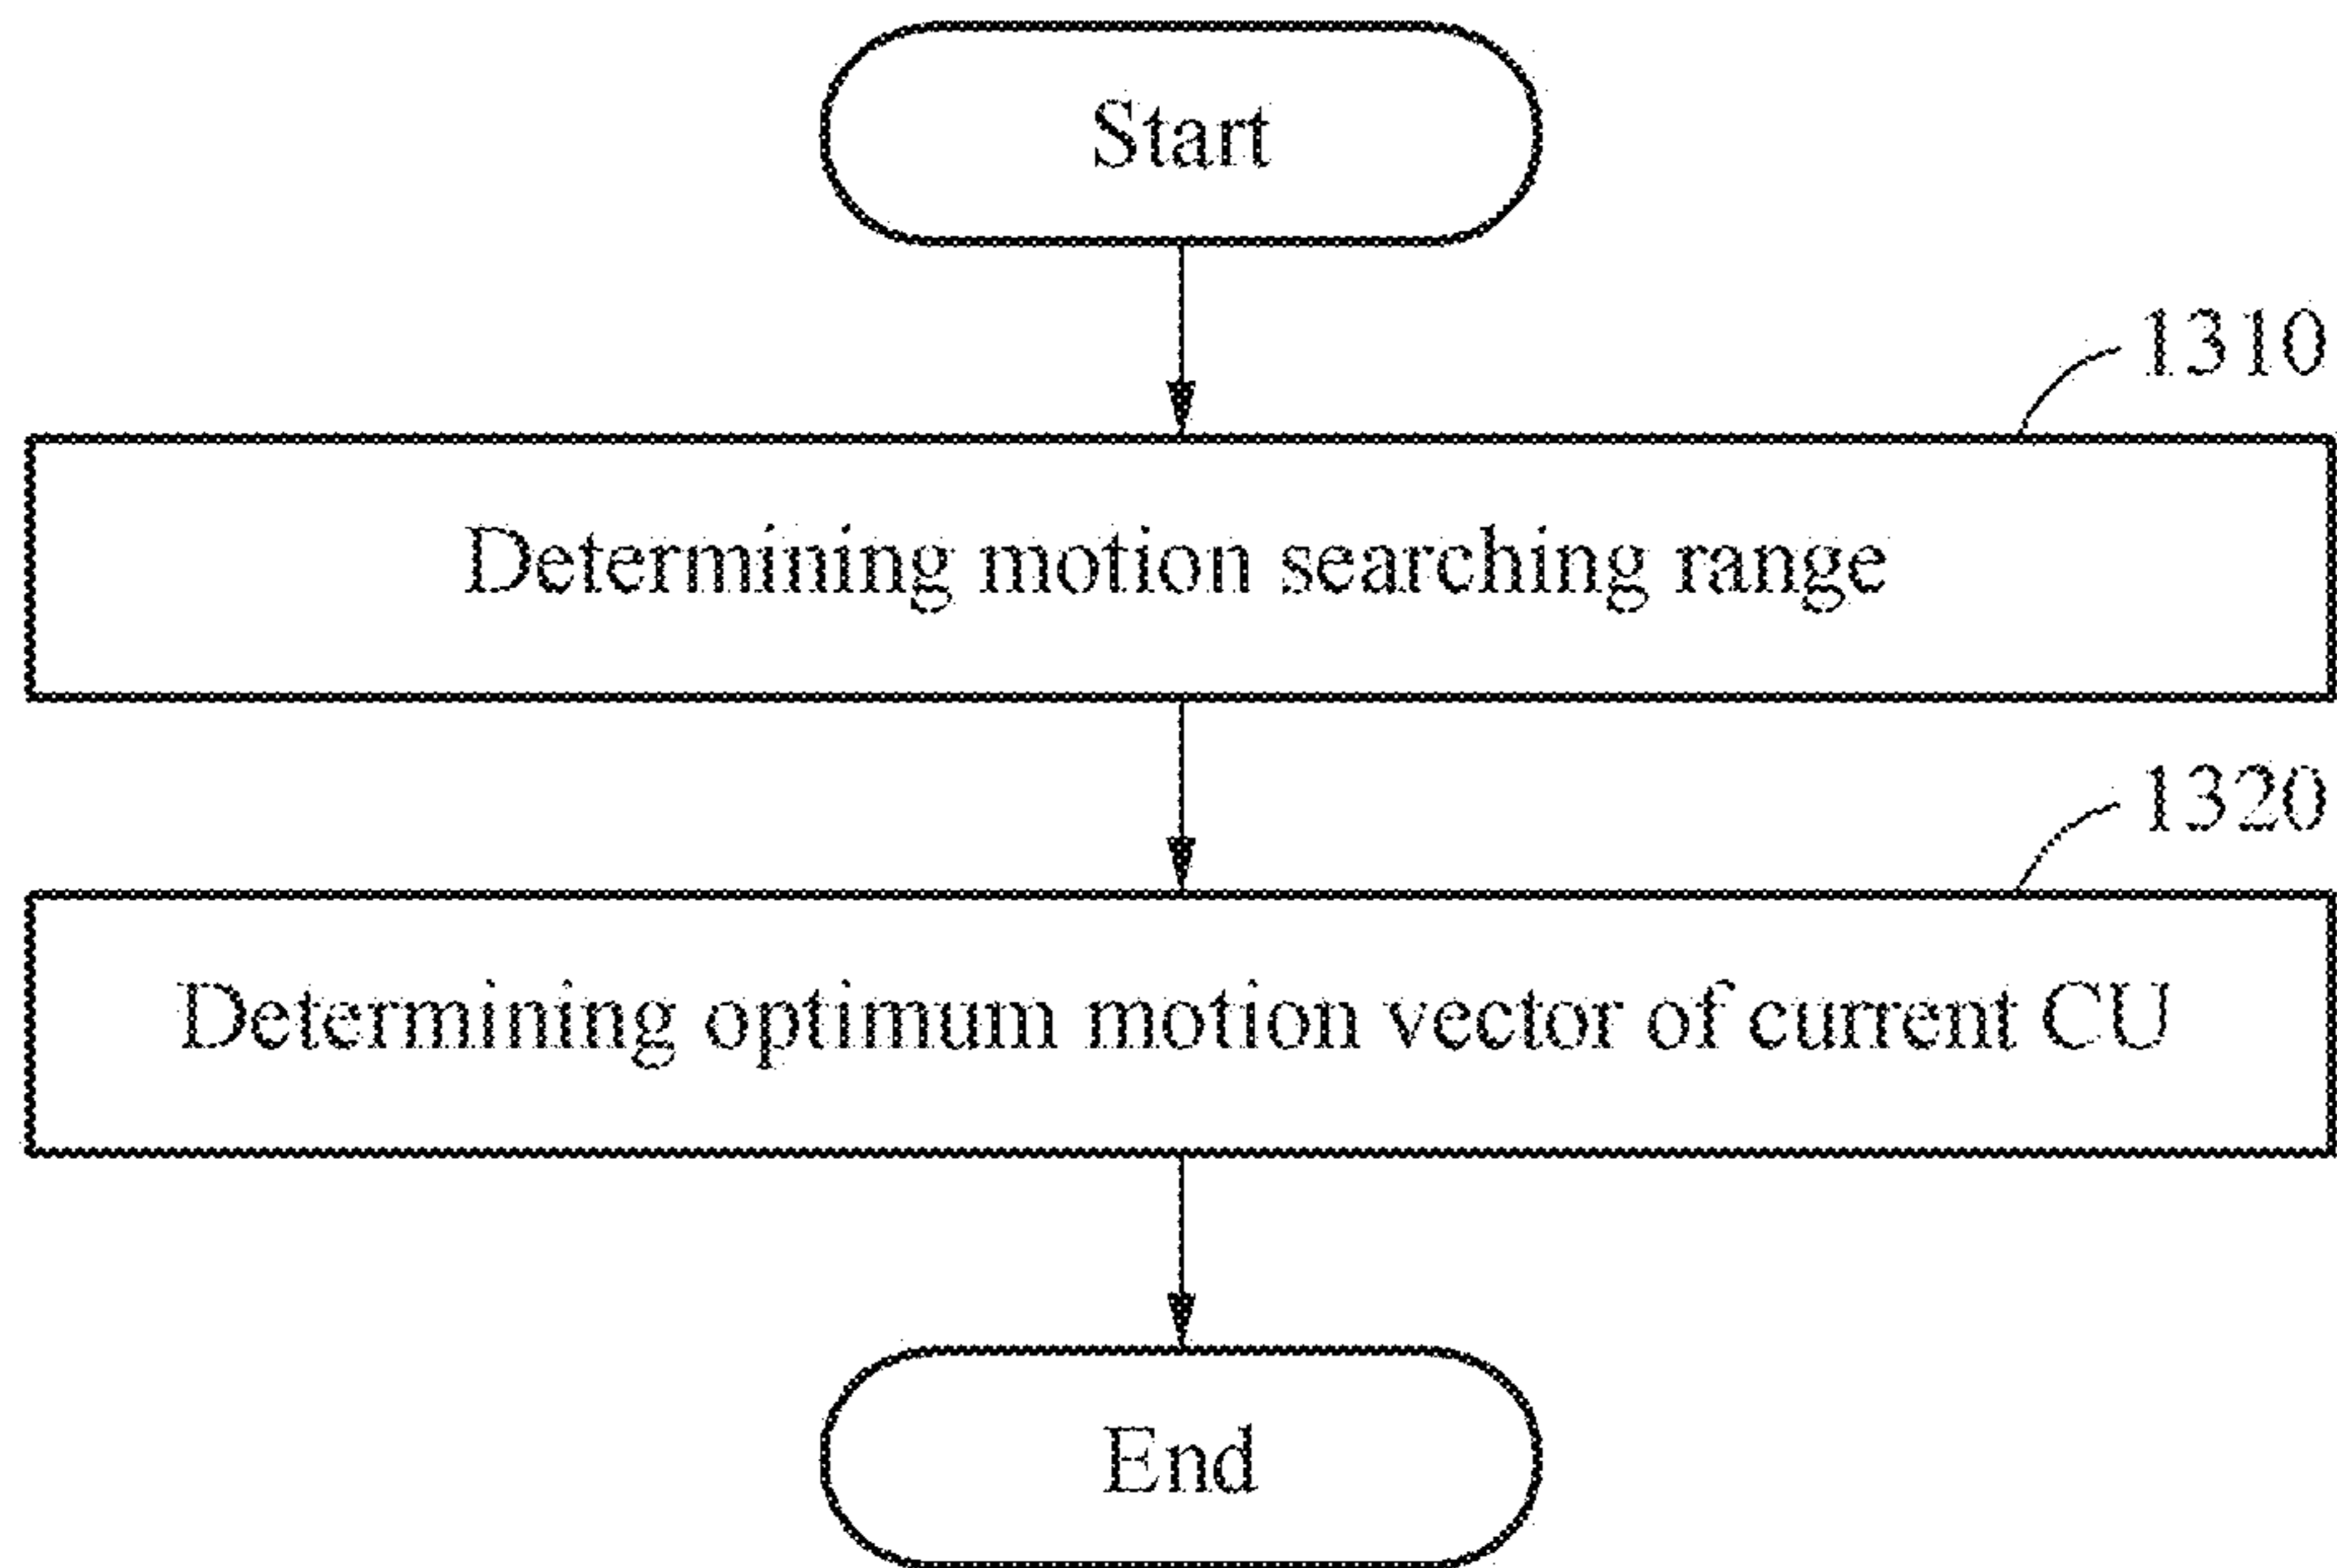 Start
1310
Determining motion searching range
1320
Determining optimum motion vector of current CU
End